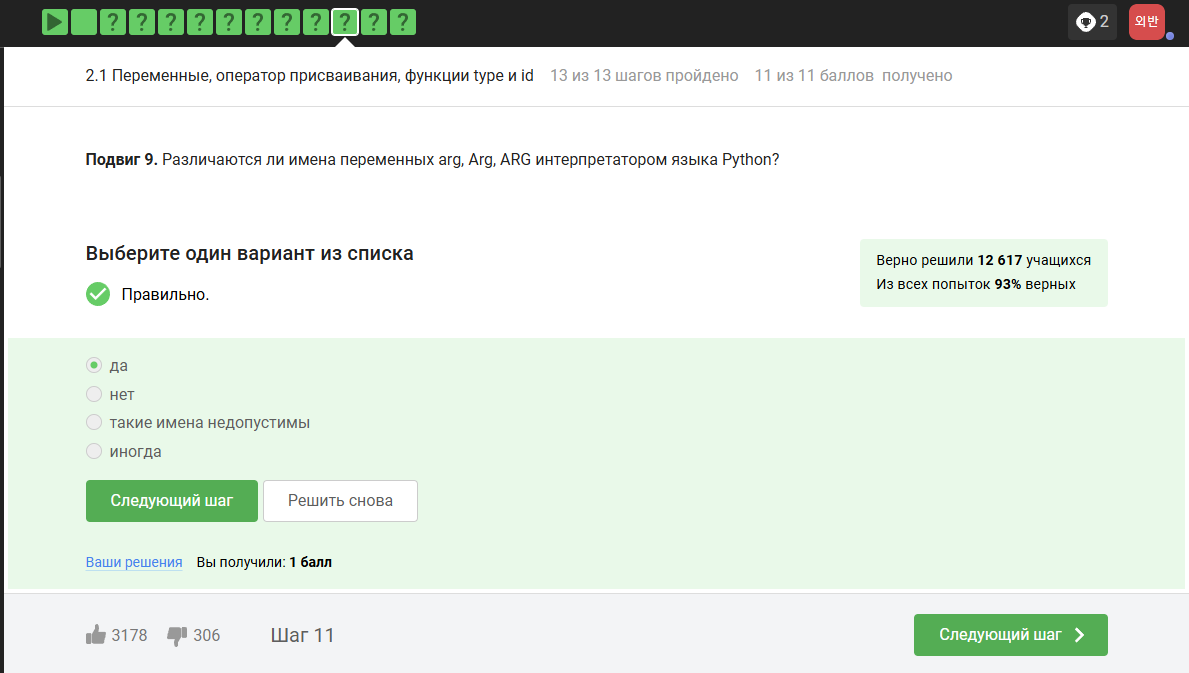 ? ? ? ? ? ? ? ? ? ? ?
2
외반
2.1 Переменные, оператор присваивания, функции type и id 13 из 13 шагов пройдено 11 из 11 баллов получено
Подвиг 9. Различаются ли имена переменных arg, Arg, ARG интерпретатором языка Python?
Выберите один вариант из списка
Верно решили 12 617 учащихся
Из всех попыток 93% верных
Правильно.
да
нет
такие имена недопустимы
иногда
Следующий шаг Решить снова
Ваши решения Вы получили: 1 балл
3178 306 Шаг 11 Следующий шаг